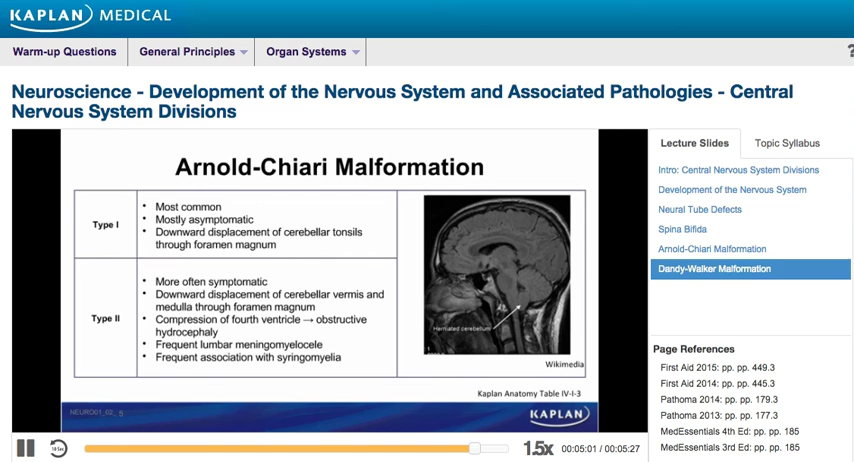 KAPLAN MEDICAL
Warm-up Questions General Principles Organ Systems ?
Neuroscience - Development of the Nervous System and Associated Pathologies - Central
Nervous System Divisions
Arnold-Chiari Malformation
Type I
• Most common
• Mostly asymptomatic
• Downward displacement of cerebellar tonsils
through foramen magnum
Type II
• More often symptomatic
• Downward displacement of cerebellar vermis and
medulla through foramen magnum
• Compression of fourth ventricle → obstructive
hydrocephaly
• Frequent lumbar meningomyelocele
• Frequent association with syringomyelia
Herniated cerebellum
Wikimedia
Kaplan Anatomy Table IV-I-3
NEURO01_02_5
KAPLAN
10 Sec
1.5x 00:05:01 / 00:05:27
Lecture Slides Topic Syllabus
Intro: Central Nervous System Divisions
Development of the Nervous System
Neural Tube Defects
Spina Bifida
Arnold-Chiari Malformation
Dandy-Walker Malformation
Page References
First Aid 2015: pp. pp. 449.3
First Aid 2014: pp. pp. 445.3
Pathoma 2014: pp. pp. 179.3
Pathoma 2013: pp. pp. 177.3
MedEssentials 4th Ed: pp. pp. 185
MedEssentials 3rd Ed: pp. pp. 185